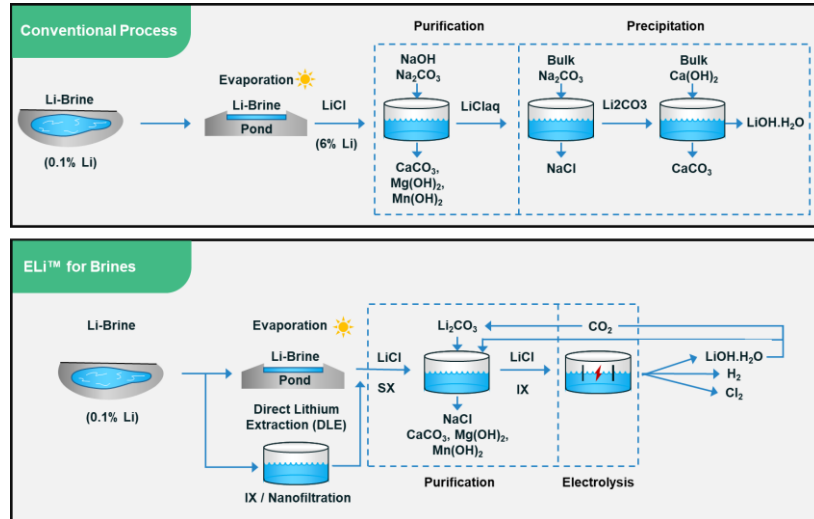 Conventional Process
Purification
Precipitation
Evaporation
NaOH
Na₂CO₃
Bulk
Na₂CO₃
Bulk
Ca(OH)₂
Li-Brine
Li-Brine
Pond
LiCl
(6% Li)
LiClaq
Li2CO3
LiOH.H₂O
(0.1% Li)
CaCO₃,
Mg(OH)₂,
Mn(OH)₂
NaCl
CaCO₃
ELi™ for Brines
Li-Brine
Evaporation
Li₂CO₃
CO₂
Li-Brine
Pond
LiCl
SX
LiCl
IX
LiOH.H₂O
H₂
Cl₂
(0.1% Li)
Direct Lithium
Extraction (DLE)
NaCl
CaCO₃, Mg(OH)₂,
Mn(OH)₂
IX / Nanofiltration
Purification
Electrolysis